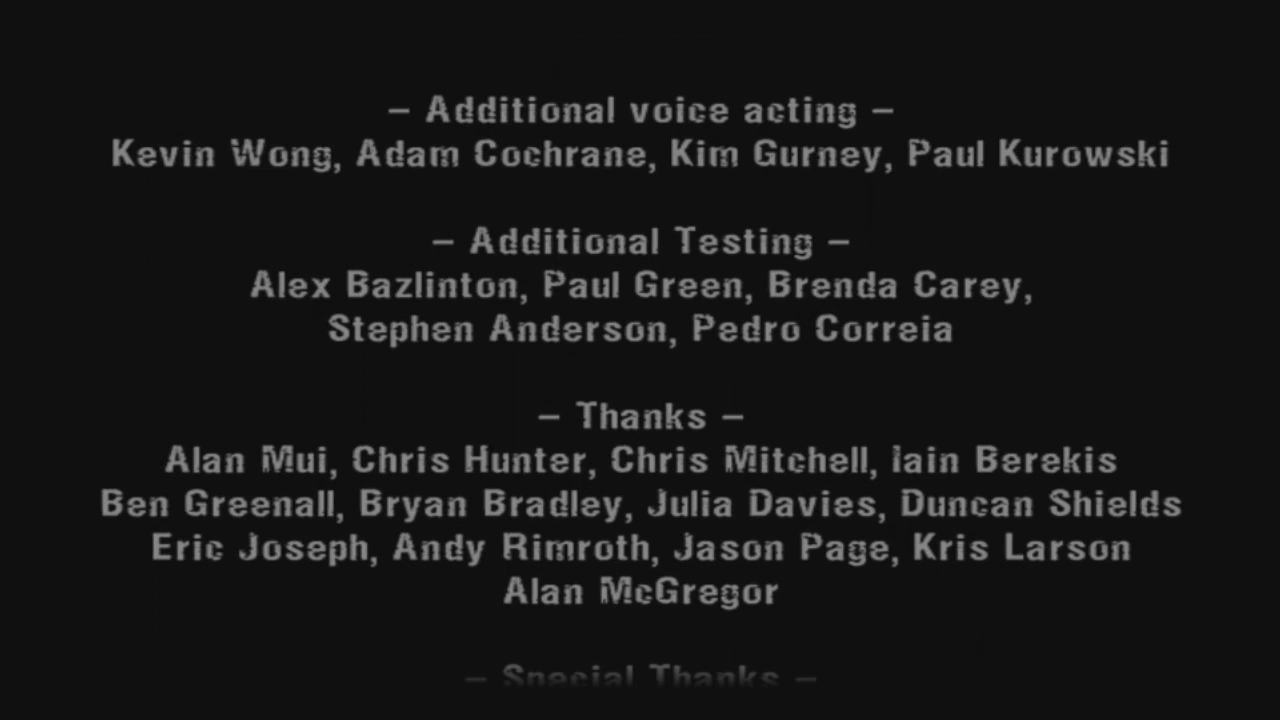 – Additional voice acting –
Kevin Wong, Adam Cochrane, Kim Gurney, Paul Kurowski
– Additional Testing –
Alex Bazlinton, Paul Green, Brenda Carey,
Stephen Anderson, Pedro Correia
– Thanks –
Alan Mui, Chris Hunter, Chris Mitchell, Iain Berekis
Ben Greenall, Bryan Bradley, Julia Davies, Duncan Shields
Eric Joseph, Andy Rimroth, Jason Page, Kris Larson
Alan McGregor
– Special Thanks –